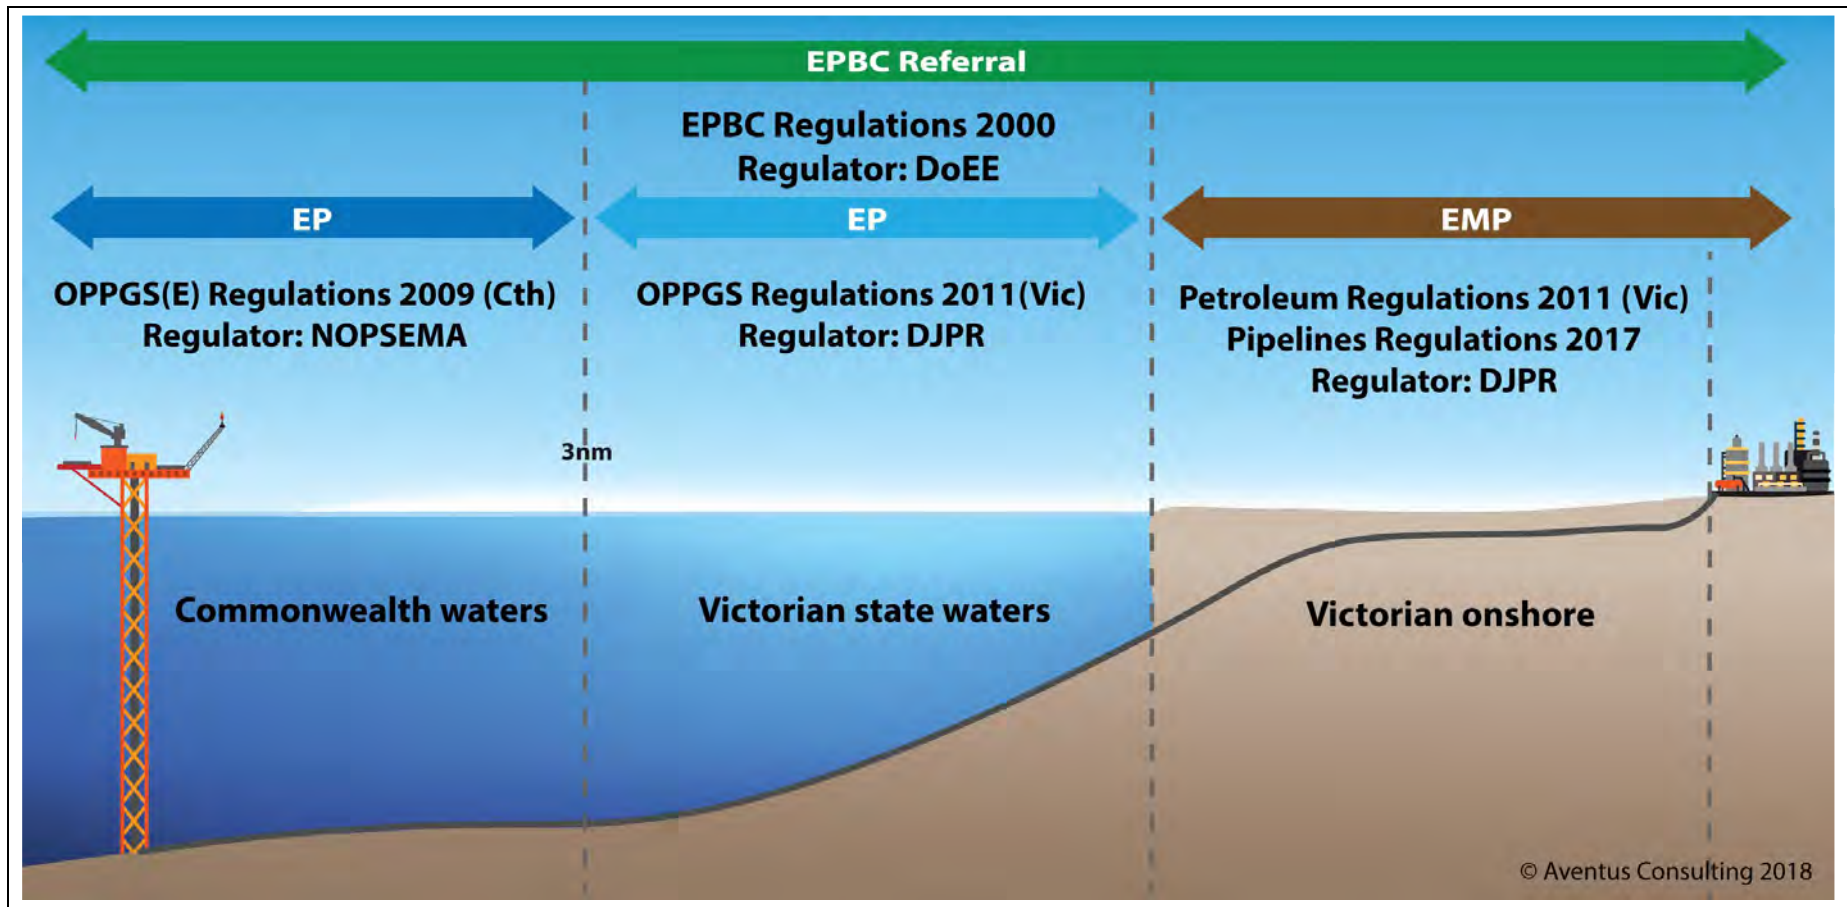 EPBC Referral
EPBC Regulations 2000
Regulator: DoEE
EP
EP
EMP
OPPGS(E) Regulations 2009 (Cth)
Regulator: NOPSEMA
OPPGS Regulations 2011(Vic)
Regulator: DJPR
Petroleum Regulations 2011 (Vic)
Pipelines Regulations 2017
Regulator: DJPR
3nm
Commonwealth waters
Victorian state waters
Victorian onshore
© Aventus Consulting 2018